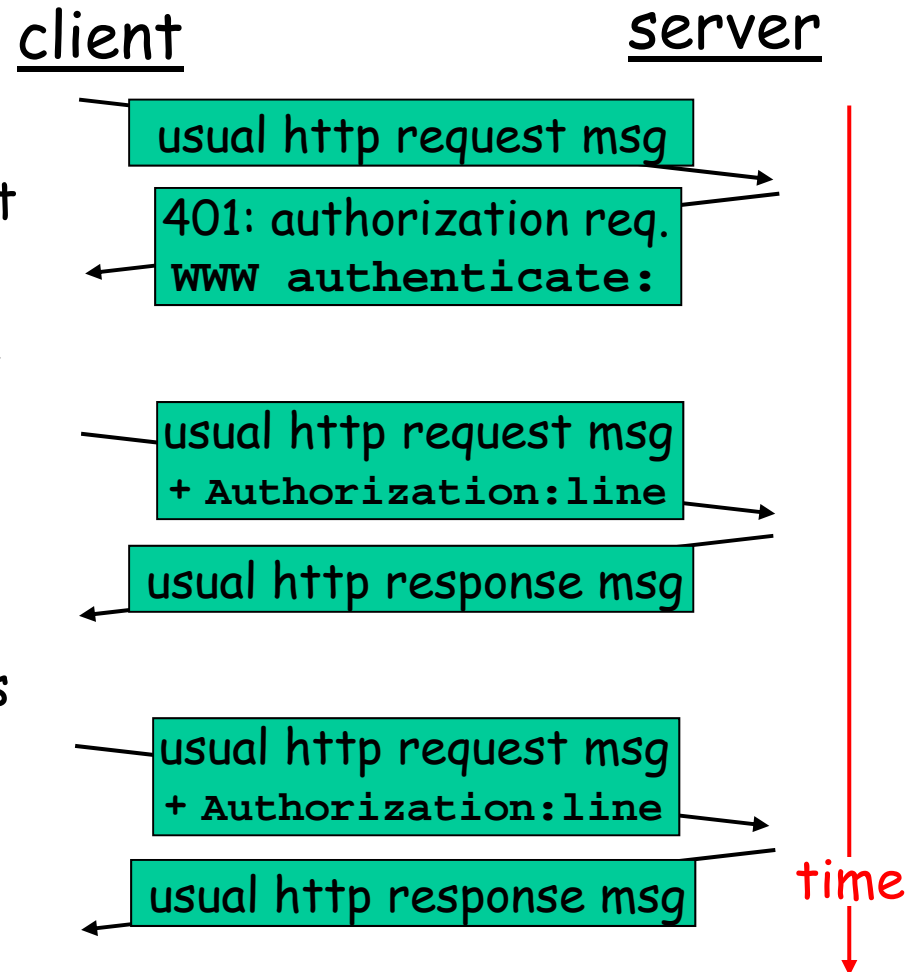 client
server
usual http request msg
401: authorization req.
WWW authenticate:
usual http request msg
+ Authorization:line
usual http response msg
usual http request msg
+ Authorization:line
usual http response msg
time